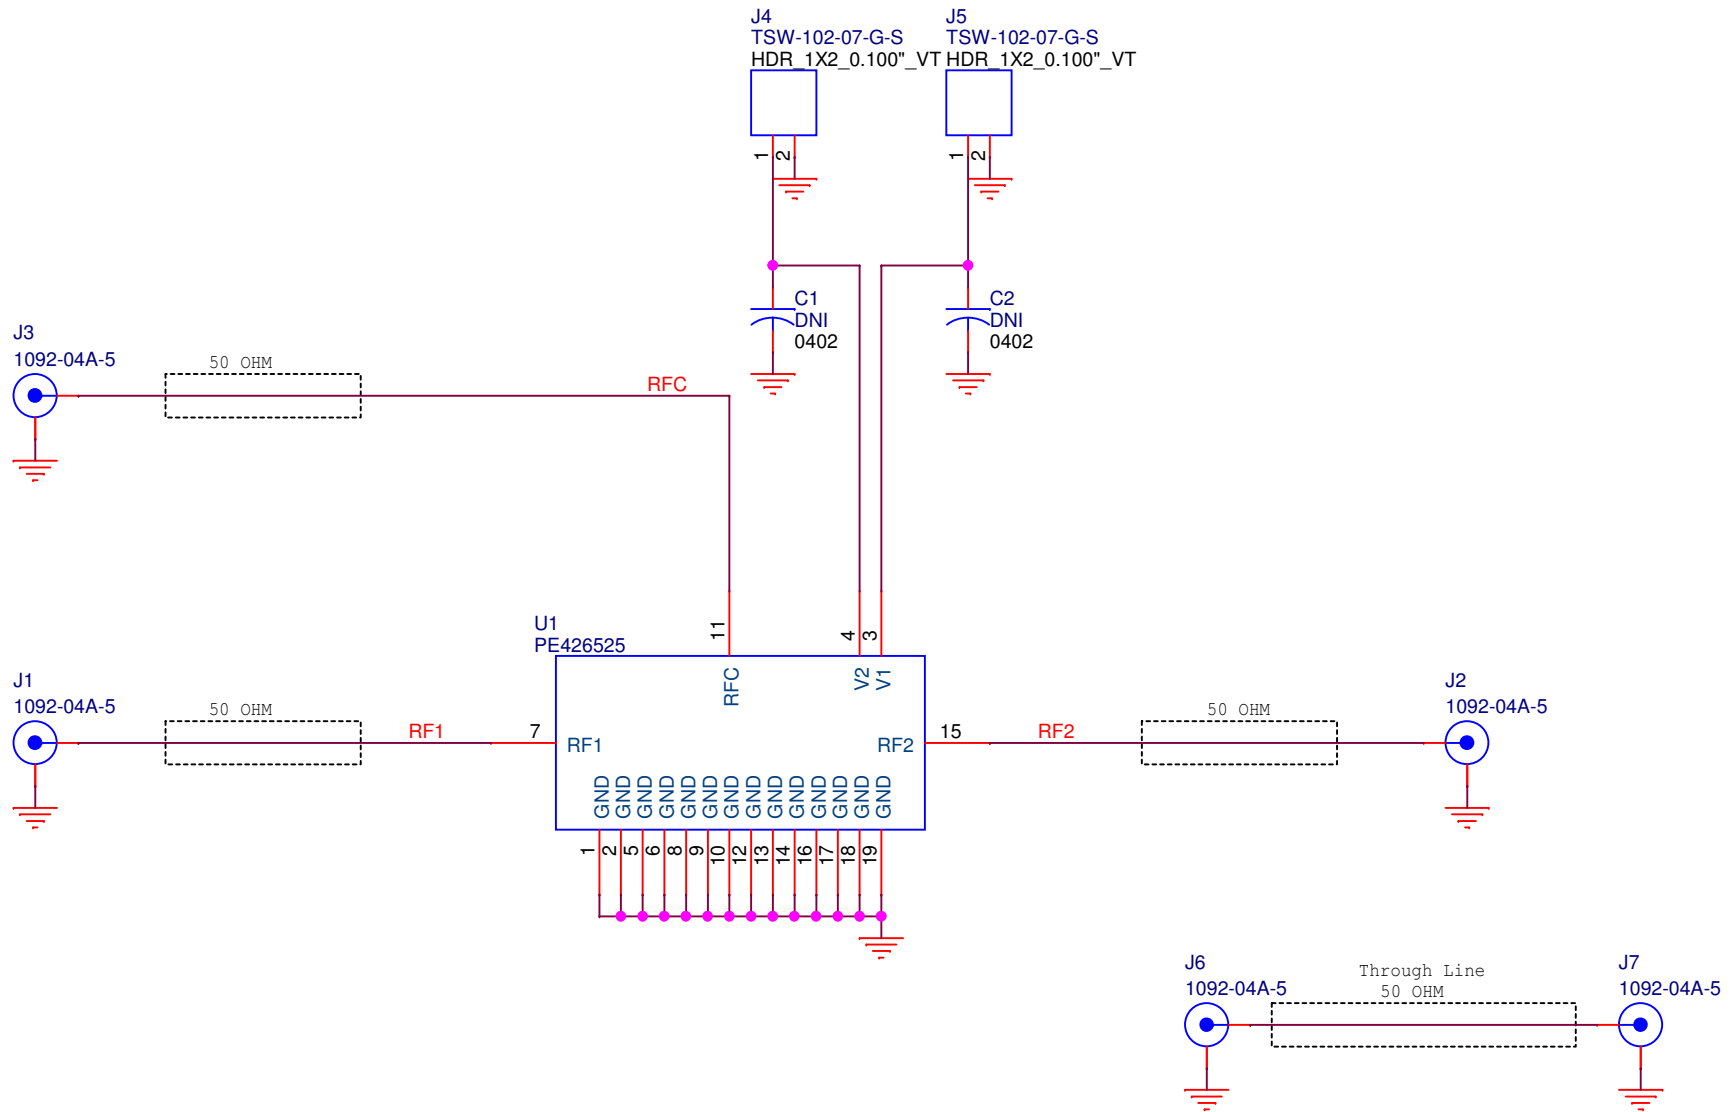 J4
TSW-102-07-G-S
HDR_1X2_0.100"_VT
1
2
J5
TSW-102-07-G-S
HDR_1X2_0.100"_VT
1
2
C1
DNI
0402
C2
DNI
0402
J3
1092-04A-5
50 OHM
RFC
U1
PE426525
11
4
3
RFC
V2
V1
J1
1092-04A-5
50 OHM
RF1
7
RF1
RF2
15
RF2
50 OHM
J2
1092-04A-5
GND
GND
GND
GND
GND
GND
GND
GND
GND
GND
GND
GND
GND
GND
1
2
5
6
8
9
10
12
13
14
16
17
18
19
J6
1092-04A-5
Through Line
50 OHM
J7
1092-04A-5